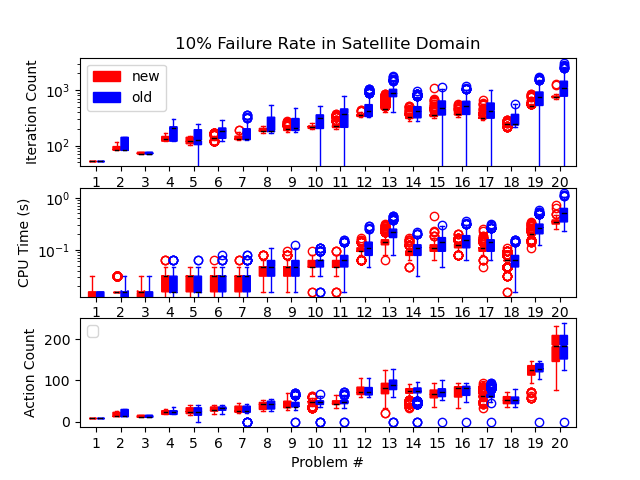 10% Failure Rate in Satellite Domain
Iteration Count
10³
10²
new
old
1 2 3 4 5 6 7 8 9 10 11 12 13 14 15 16 17 18 19 20
CPU Time (s)
10⁰
10⁻¹
1 2 3 4 5 6 7 8 9 10 11 12 13 14 15 16 17 18 19 20
Action Count
200
100
0
1 2 3 4 5 6 7 8 9 10 11 12 13 14 15 16 17 18 19 20
Problem #